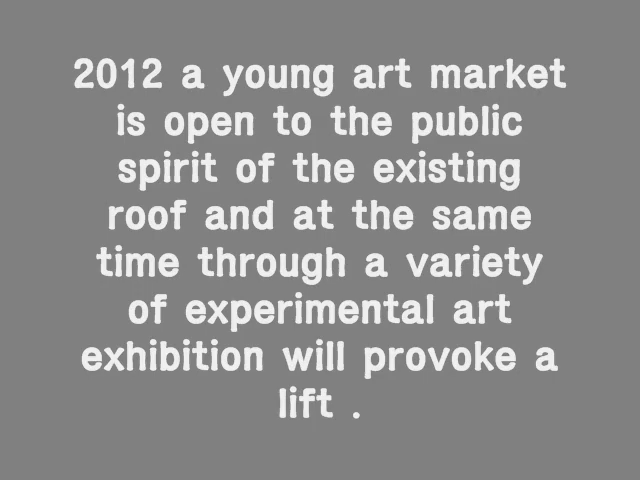 2012 a young art market
is open to the public
spirit of the existing
roof and at the same
time through a variety
of experimental art
exhibition will provoke a
lift .